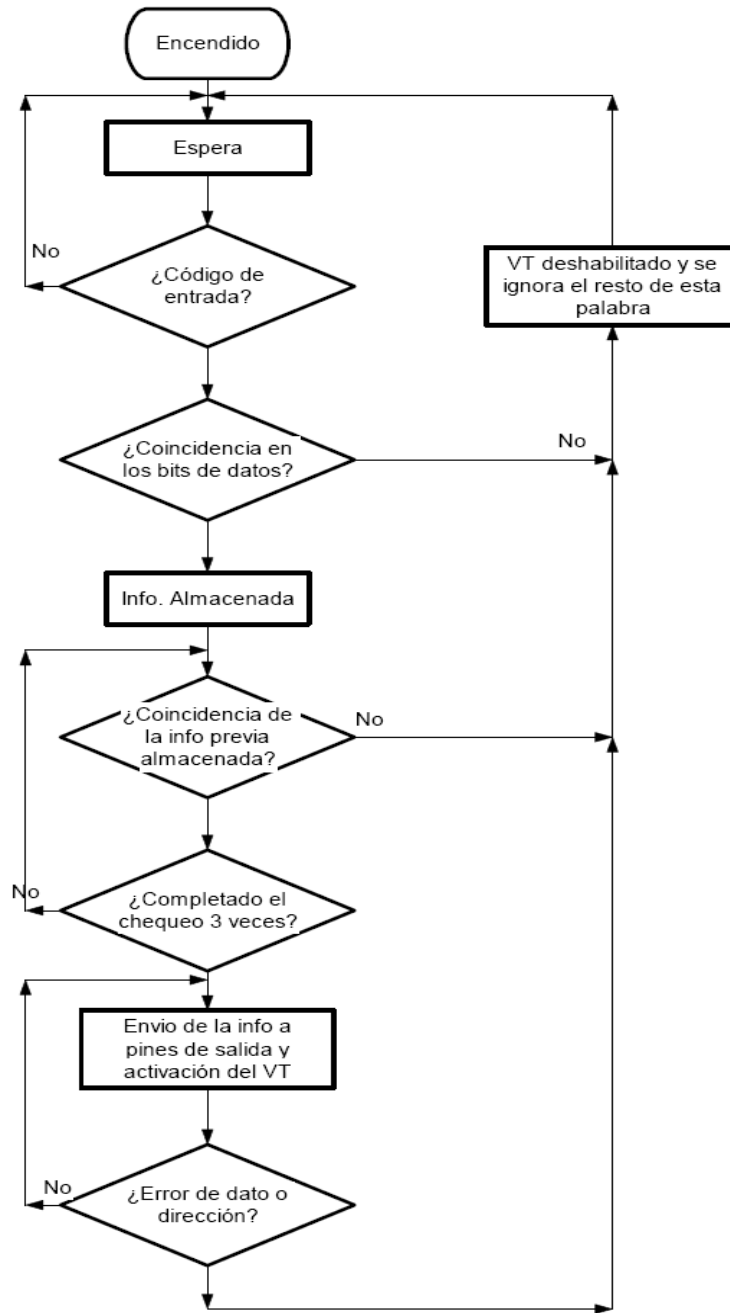 Encendido
Espera
No
¿Código de
entrada?
VT deshabilitado y se
ignora el resto de esta
palabra
¿Coincidencia en
los bits de datos?
No
Info. Almacenada
¿Coincidencia de
la info previa
almacenada?
No
¿Completado el
chequeo 3 veces?
No
Envio de la info a
pines de salida y
activación del VT
No
¿Error de dato o
dirección?